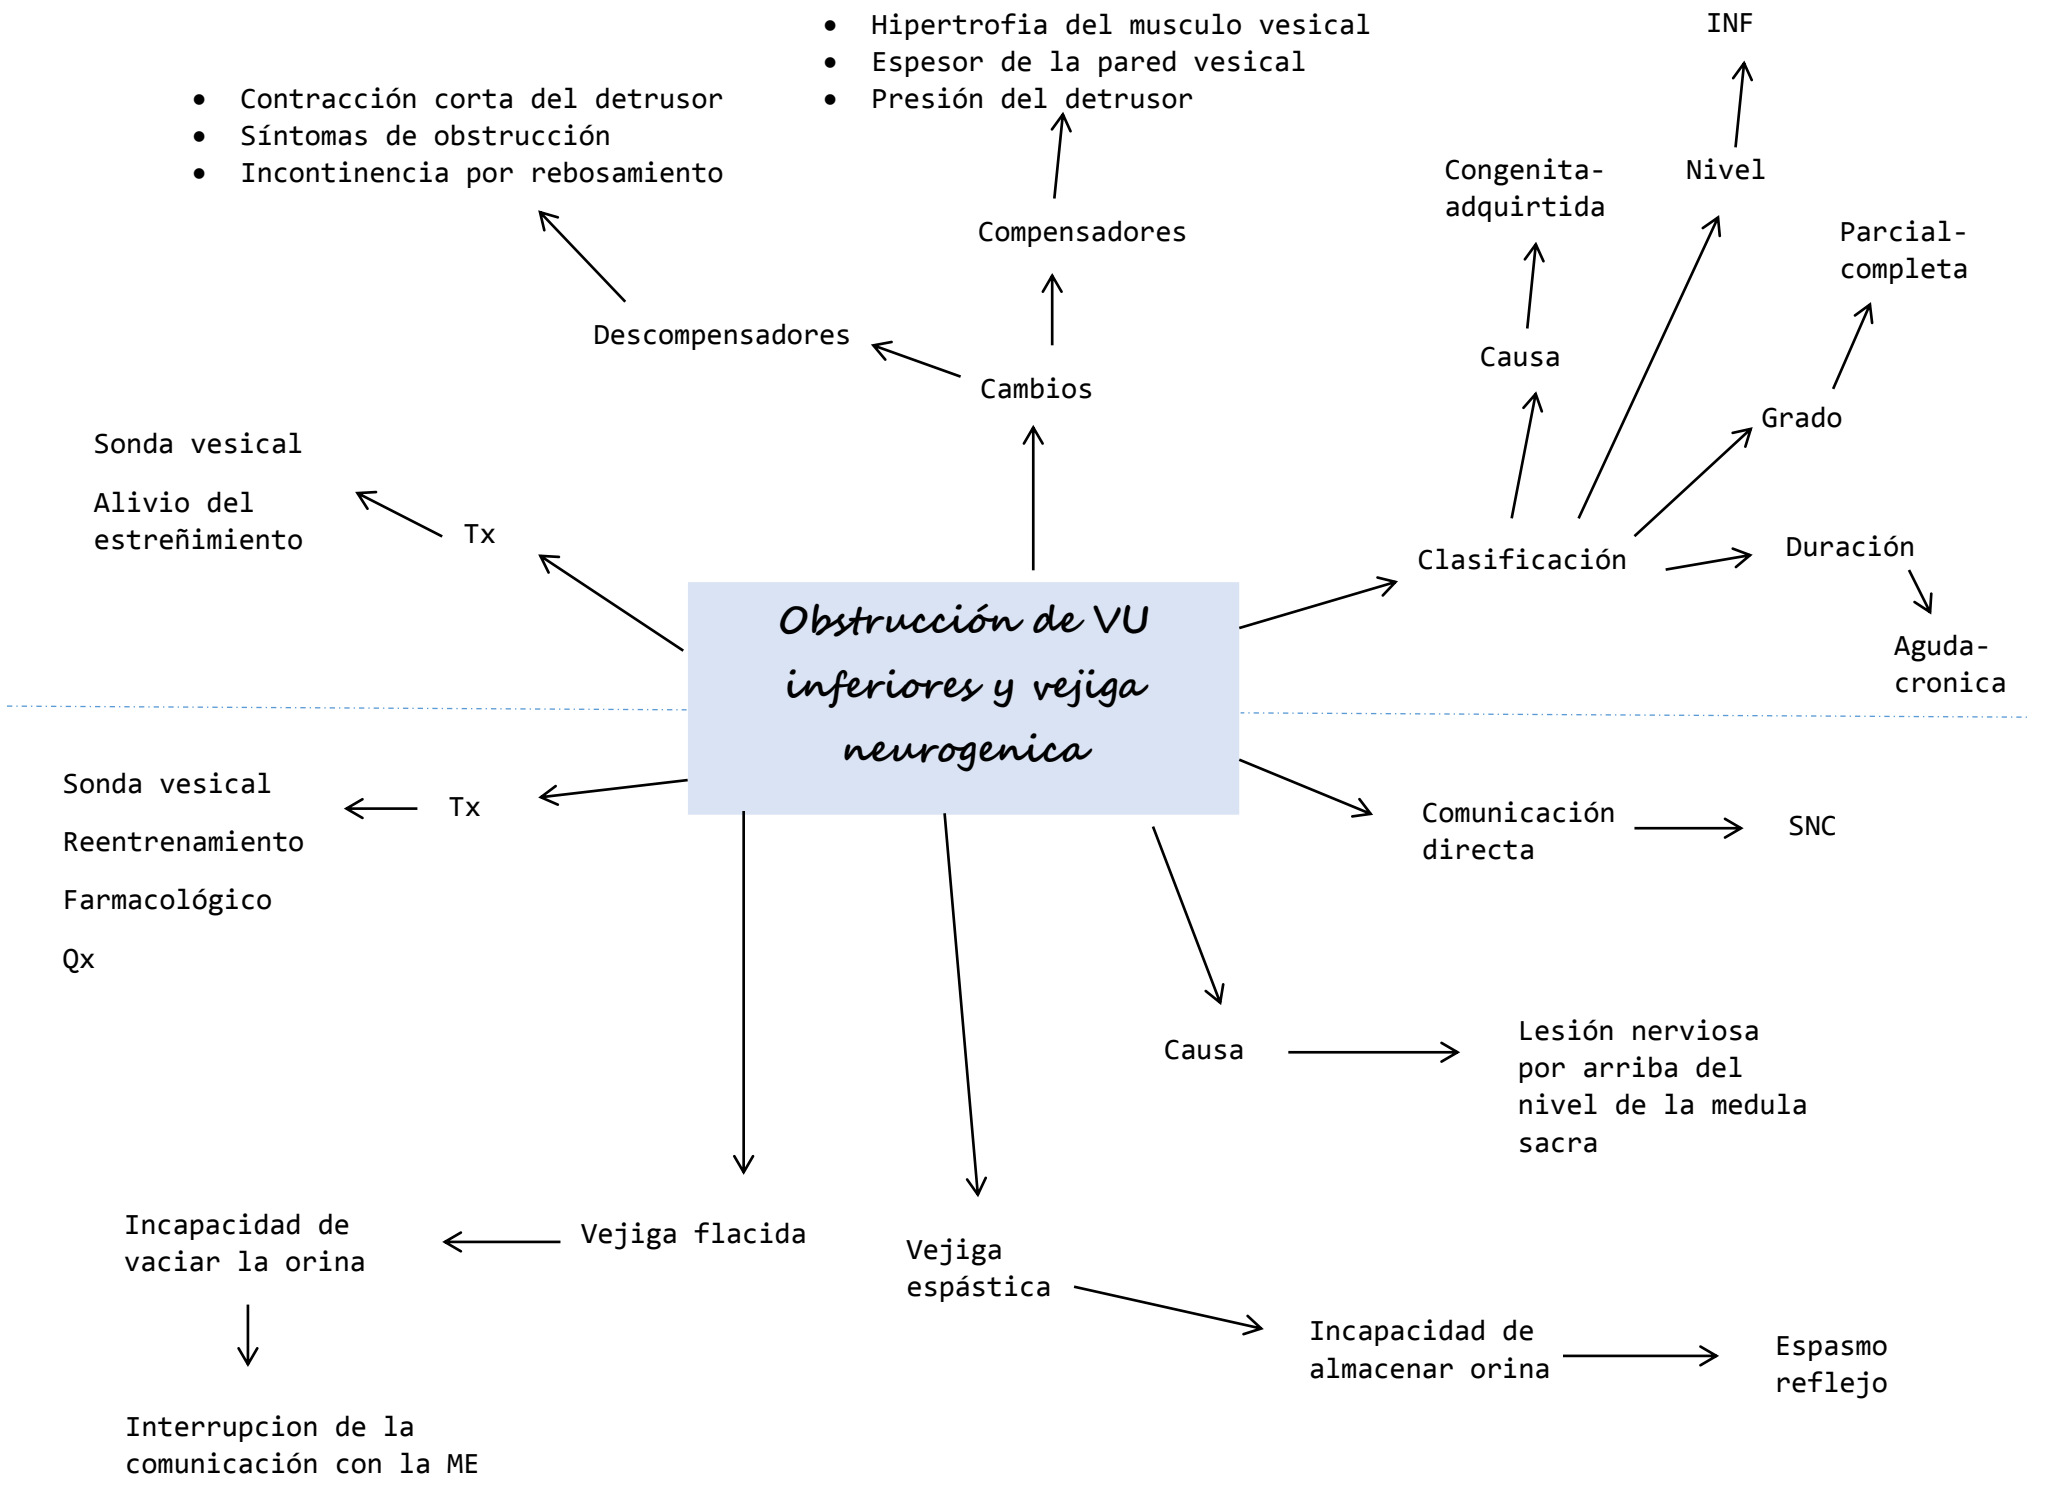 • Hipertrofia del musculo vesical
• Espesor de la pared vesical
• Presión del detrusor
INF
• Contracción corta del detrusor
• Síntomas de obstrucción
• Incontinencia por rebosamiento
Congenita-
adquirtida
Nivel
Compensadores
Parcial-
completa
Descompensadores
Causa
Cambios
Grado
Sonda vesical
Alivio del
estreñimiento
Tx
Clasificación
Duración
Aguda-
cronica
Obstrucción de VU
inferiores y vejiga
neurogenica
Sonda vesical
Reentrenamiento
Farmacológico
Qx
Tx
Comunicación
directa
SNC
Causa
Lesión nerviosa
por arriba del
nivel de la medula
sacra
Incapacidad de
vaciar la orina
Vejiga flacida
Vejiga
espástica
Incapacidad de
almacenar orina
Espasmo
reflejo
Interrupcion de la
comunicación con la ME